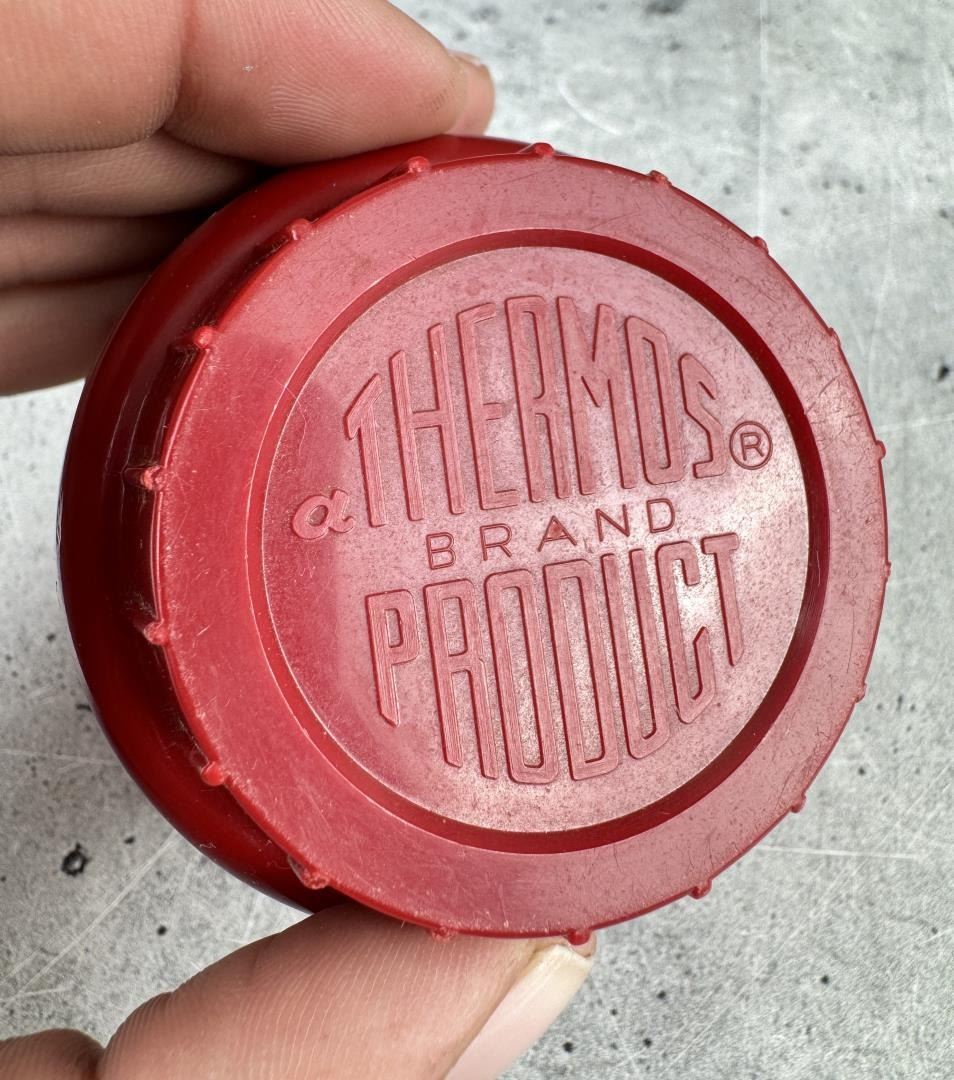 a THERMOS®
BRAND
PRODUCT